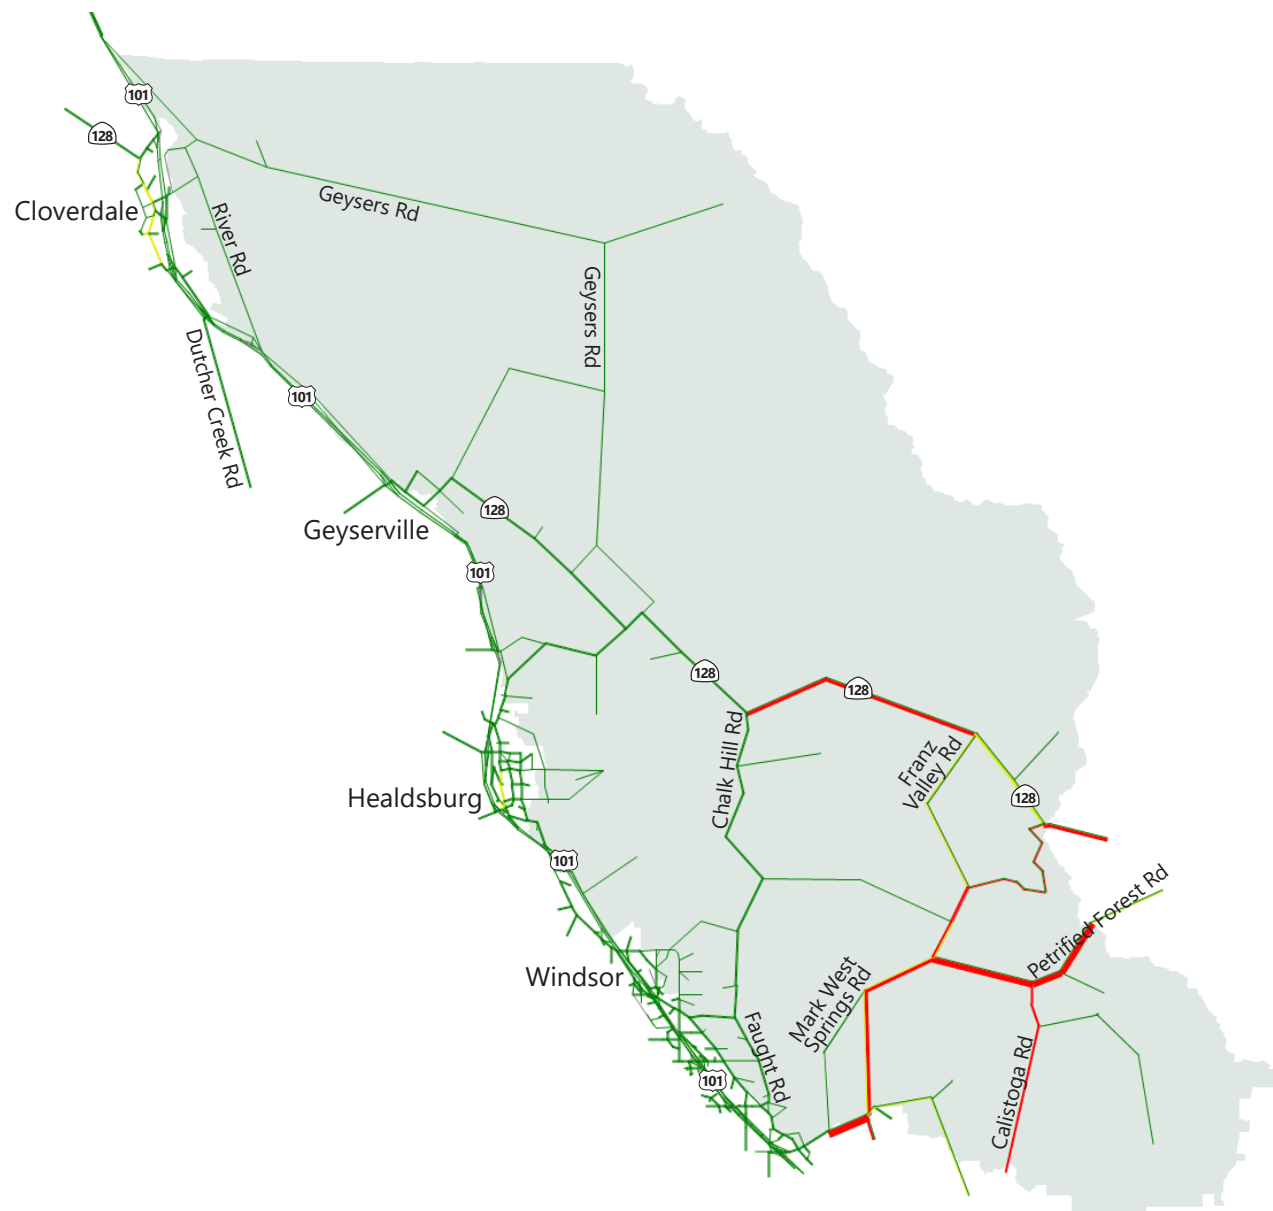 101
128
Cloverdale
Geysers Rd
River Rd
Geysers Rd
Dutcher Creek Rd
101
128
Geyserville
101
128
128
Chalk Hill Rd
Franz
Valley Rd
128
Healdsburg
101
Petrified Forest Rd
Windsor
Mark West
Springs Rd
Faught Rd
101
Calistoga Rd